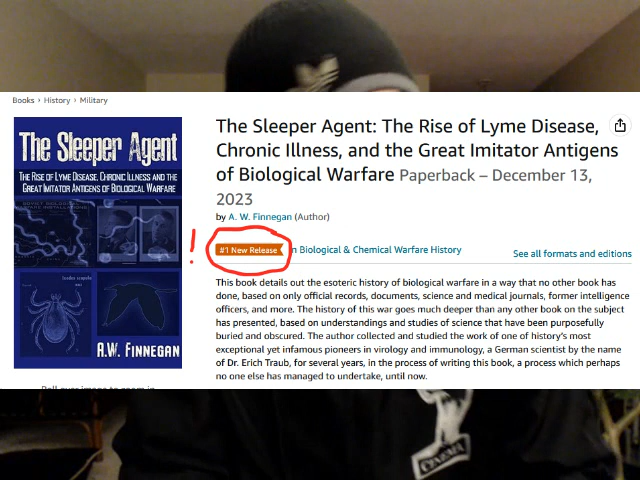 Books › History › Military
The Sleeper Agent
THE RISE OF LYME DISEASE, CHRONIC ILLNESS AND THE
GREAT IMITATOR ANTIGENS OF BIOLOGICAL WARFARE
Ixodes scapula
A.W. FINNEGAN
The Sleeper Agent: The Rise of Lyme Disease,
Chronic Illness, and the Great Imitator Antigens
of Biological Warfare Paperback – December 13,
2023
by A. W. Finnegan (Author)
! #1 New Release n Biological & Chemical Warfare History
See all formats and editions
This book details out the esoteric history of biological warfare in a way that no other book has
done, based on only official records, documents, science and medical journals, former intelligence
officers, and more. The history of this war goes much deeper than any other book on the subject
has presented, based on understandings and studies of science that have been purposefully
buried and obscured. The author collected and studied the work of one of history's most
exceptional yet infamous pioneers in virology and immunology, a German scientist by the name
of Dr. Erich Traub, for several years, in the process of writing this book, a process which perhaps
no one else has managed to undertake, until now.
CINEMA